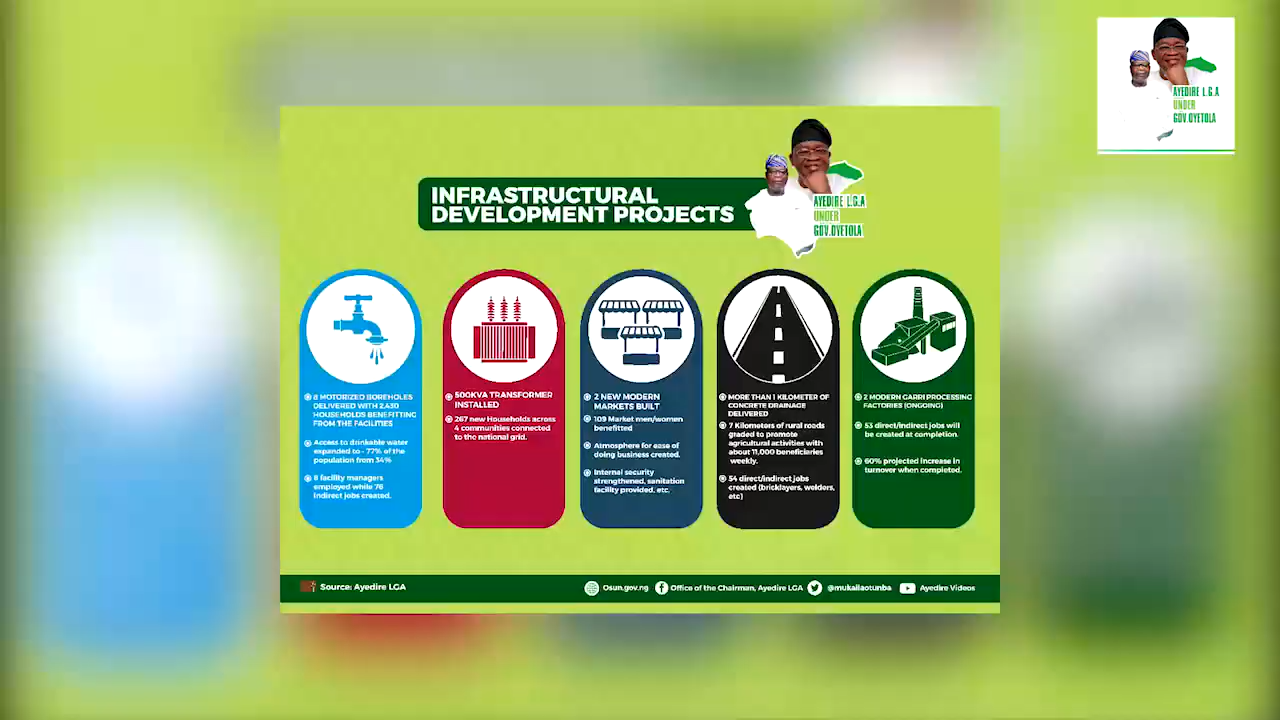 AYEDIRE L.G.A
UNDER
GOV.OYETOLA
INFRASTRUCTURAL
DEVELOPMENT PROJECTS
AYEDIRE L.G.A
UNDER
GOV.OYETOLA
8 MOTORIZED BOREHOLES
DELIVERED WITH 2,430
HOUSEHOLDS BENEFITTING
FROM THE FACILITIES
Access to drinkable water
expanded to - 77% of the
population from 34%
8 facility managers
employed while 76
indirect jobs created.
500KVA TRANSFORMER
INSTALLED
267 new Households across
4 communities connected
to the national grid.
2 NEW MODERN
MARKETS BUILT
109 Market men/women
benefitted
Atmosphere for ease of
doing business created.
Internal security
strengthened, sanitation
facility provided, etc.
MORE THAN 1 KILOMETER OF
CONCRETE DRAINAGE
DELIVERED
7 Kilometers of rural roads
graded to promote
agricultural activities with
about 11,000 beneficiaries
weekly.
54 direct/indirect jobs
created (bricklayers, welders,
etc)
2 MODERN GARRI PROCESSING
FACTORIES (ONGOING)
53 direct/indirect jobs will
be created at completion.
60% projected increase in
turnover when completed.
Source: Ayedire LGA
Osun.gov.ng
Office of the Chairman, Ayedire LGA
@mukailaotunba
Ayedire Videos